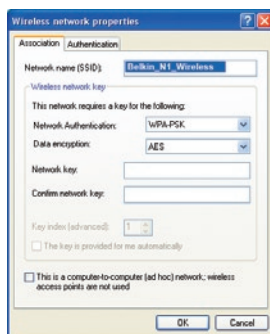 Wireless network properties
Association
Authentication
Network name (SSID):
Belkin_N1_Wireless
Wireless network key
This network requires a key for the following:
Network Authentication:
WPA-PSK
Data encryption:
AES
Network key:
Confirm network key:
Key index (advanced):
1
The key is provided for me automatically
This is a computer-to-computer (ad hoc) network; wireless
access points are not used
OK
Cancel